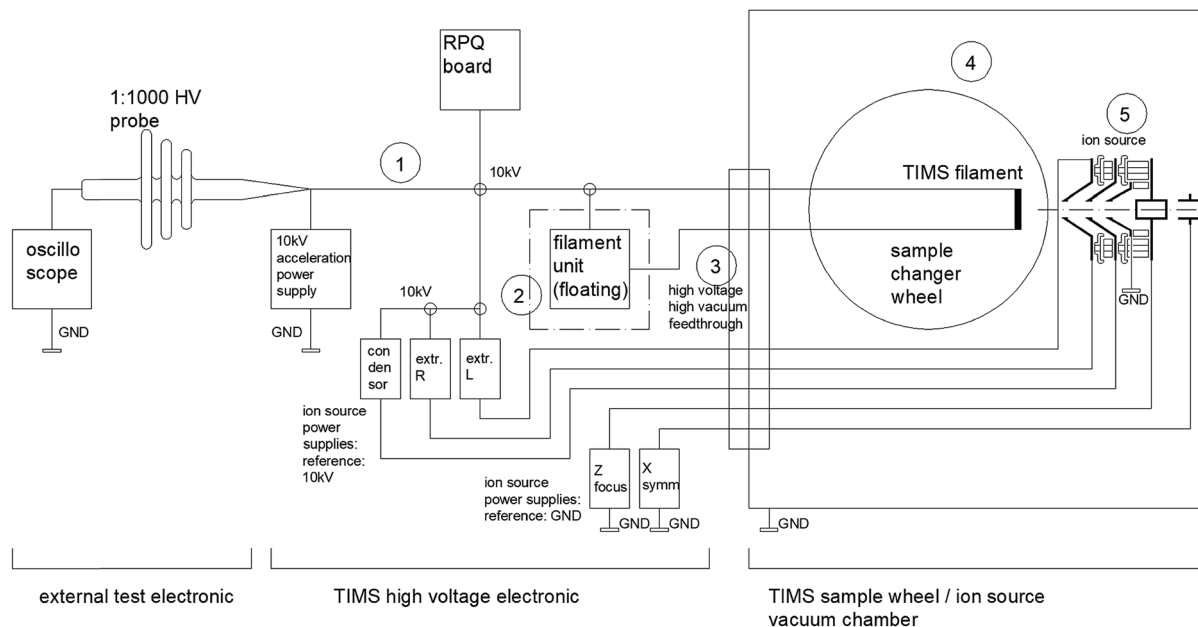 RPQ
board
1:1000 HV
probe
4
5
ion source
1
10kV
TIMS filament
oscillo
scope
10kV
acceleration
power
supply
filament
unit
(floating)
sample
changer
wheel
2
3
10kV
high voltage
high vacuum
feedthrough
GND
GND
GND
con
den
sor
extr.
R
extr.
L
ion source
power
supplies:
reference:
10kV
ion source
power supplies:
reference: GND
Z
focus
X
symm
GND
GND
GND
external test electronic
TIMS high voltage electronic
TIMS sample wheel / ion source
vacuum chamber